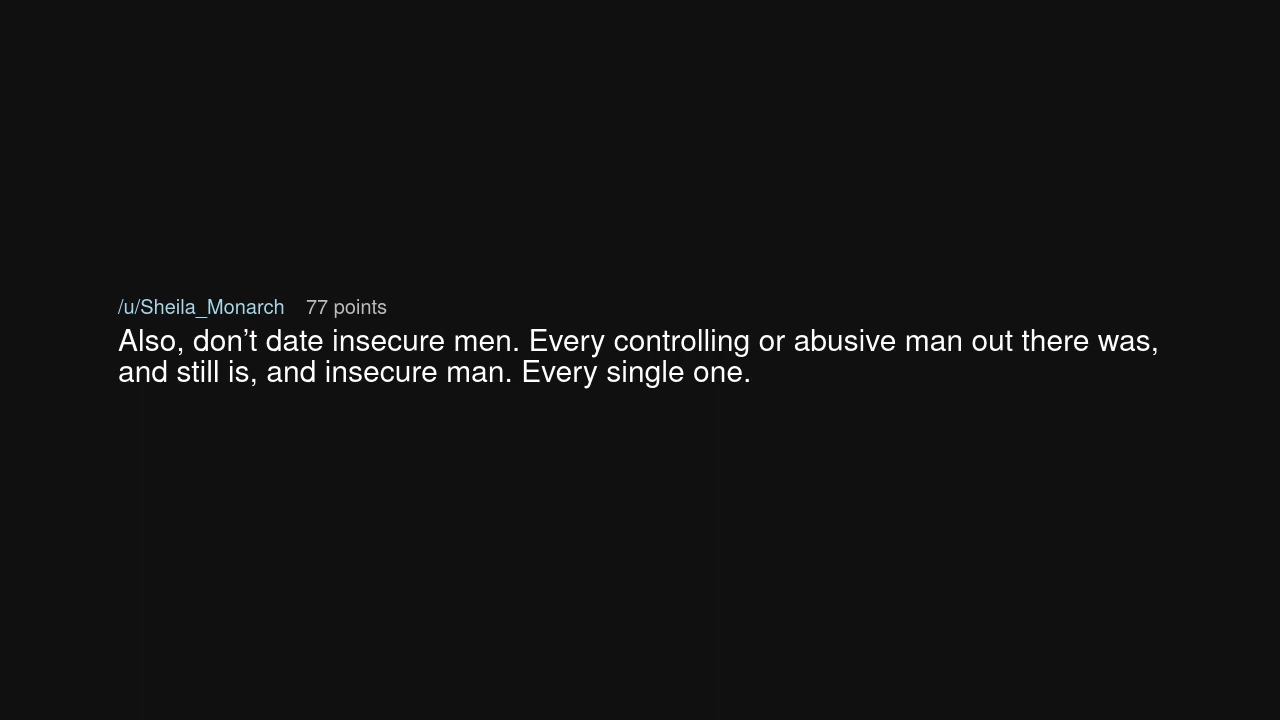 /u/Sheila_Monarch 77 points
Also, don’t date insecure men. Every controlling or abusive man out there was,
and still is, and insecure man. Every single one.